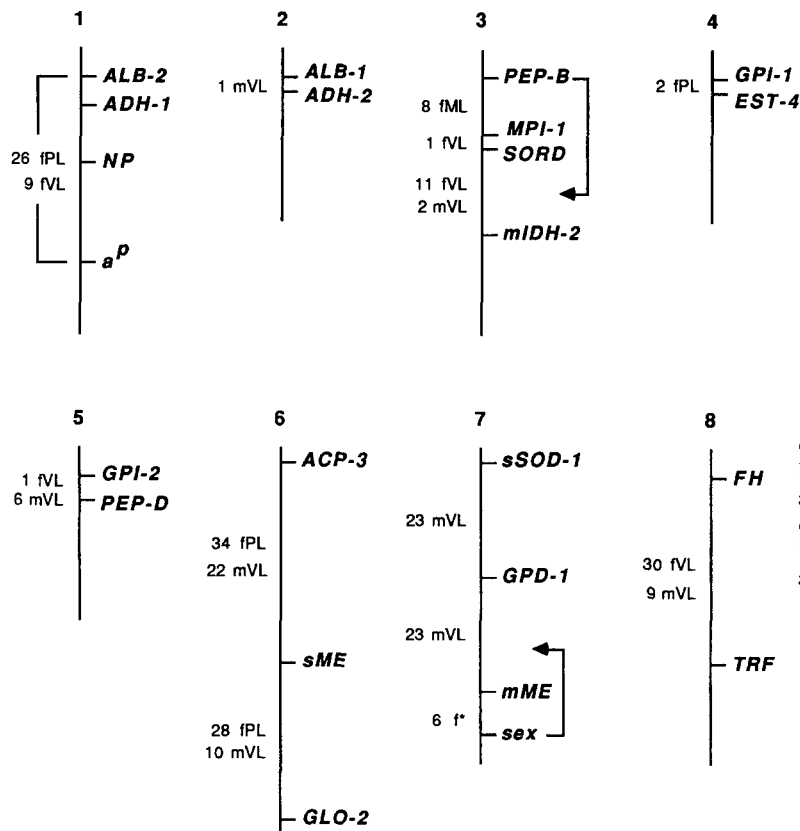 1
ALB-2
ADH-1
26 fPL
NP
9 fVL
a^p
2
ALB-1
1 mVL
ADH-2
3
PEP-B
8 fML
MPI-1
1 fVL
SORD
11 fVL
2 mVL
mIDH-2
4
GPI-1
2 fPL
EST-4
5
GPI-2
1 fVL
6 mVL
PEP-D
6
ACP-3
34 fPL
22 mVL
sME
28 fPL
10 mVL
GLO-2
7
sSOD-1
23 mVL
GPD-1
23 mVL
mME
6 f*
sex
8
FH
30 fVL
9 mVL
TRF